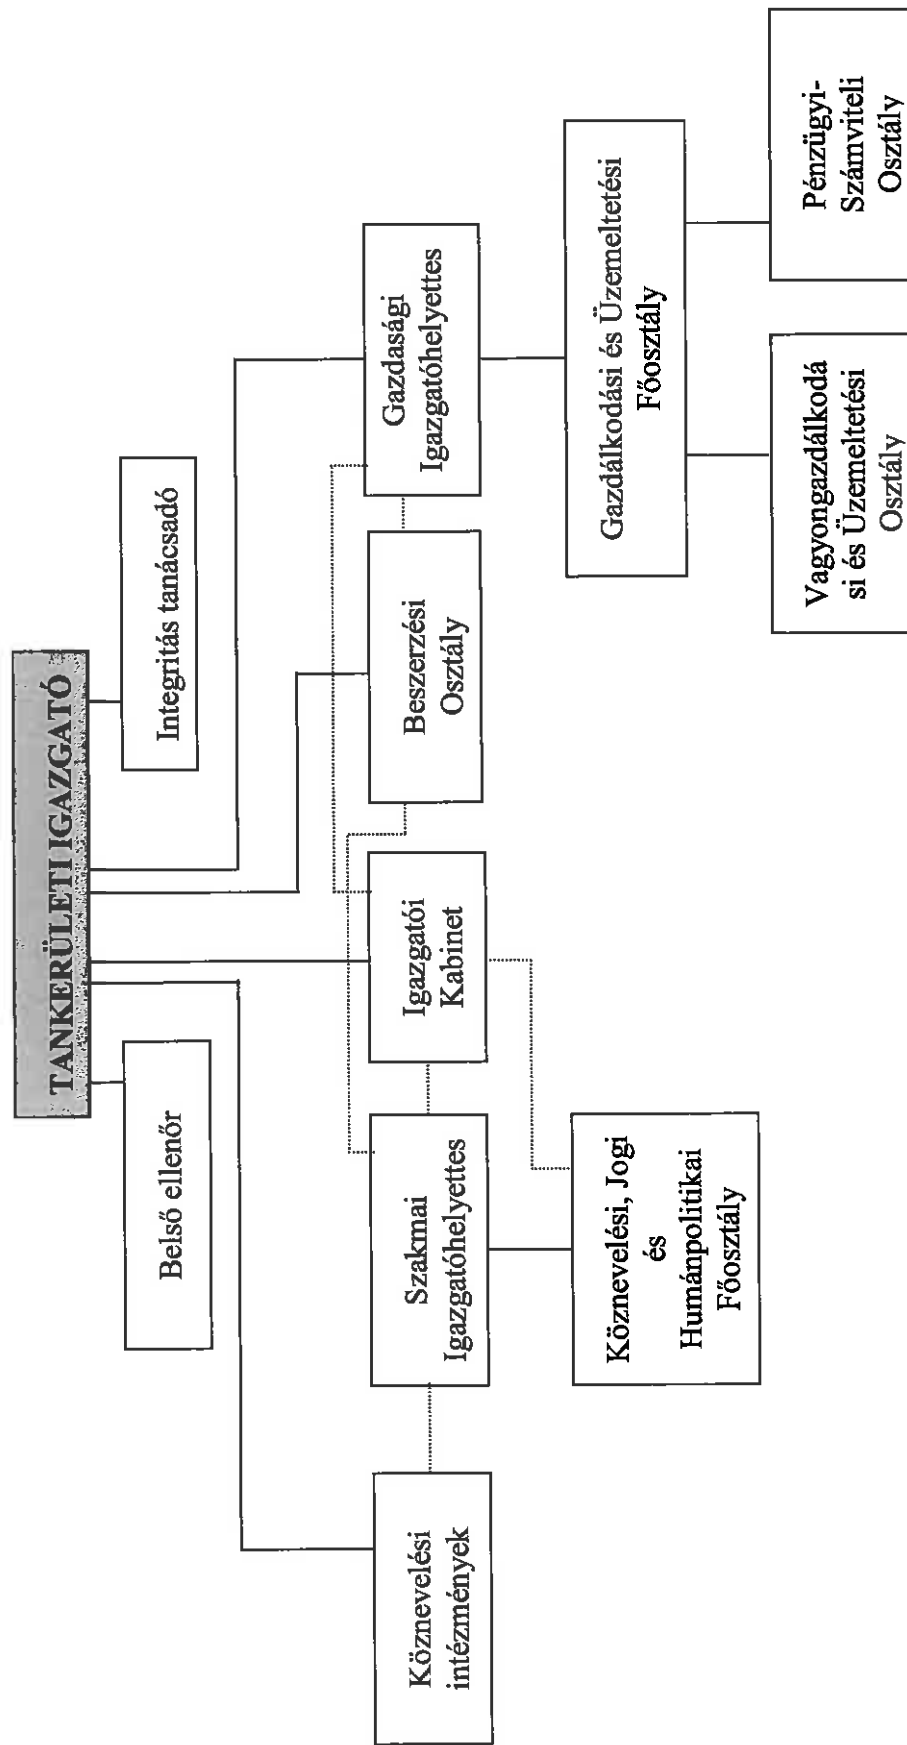 TANKERÜLETI IGAZGATÓ
Belső ellenőr
Integritás tanácsadó
Köznevelési
intézmények
Szakmai
Igazgatóhelyettes
Igazgatói
Kabinet
Beszerzési
Osztály
Gazdasági
Igazgatóhelyettes
Köznevelési, Jogi
és
Humánpolitikai
Főosztály
Gazdálkodási és Üzemeltetési
Főosztály
Vagyongazdálkodá
si és Üzemeltetési
Osztály
Pénzügyi-
Számviteli
Osztály